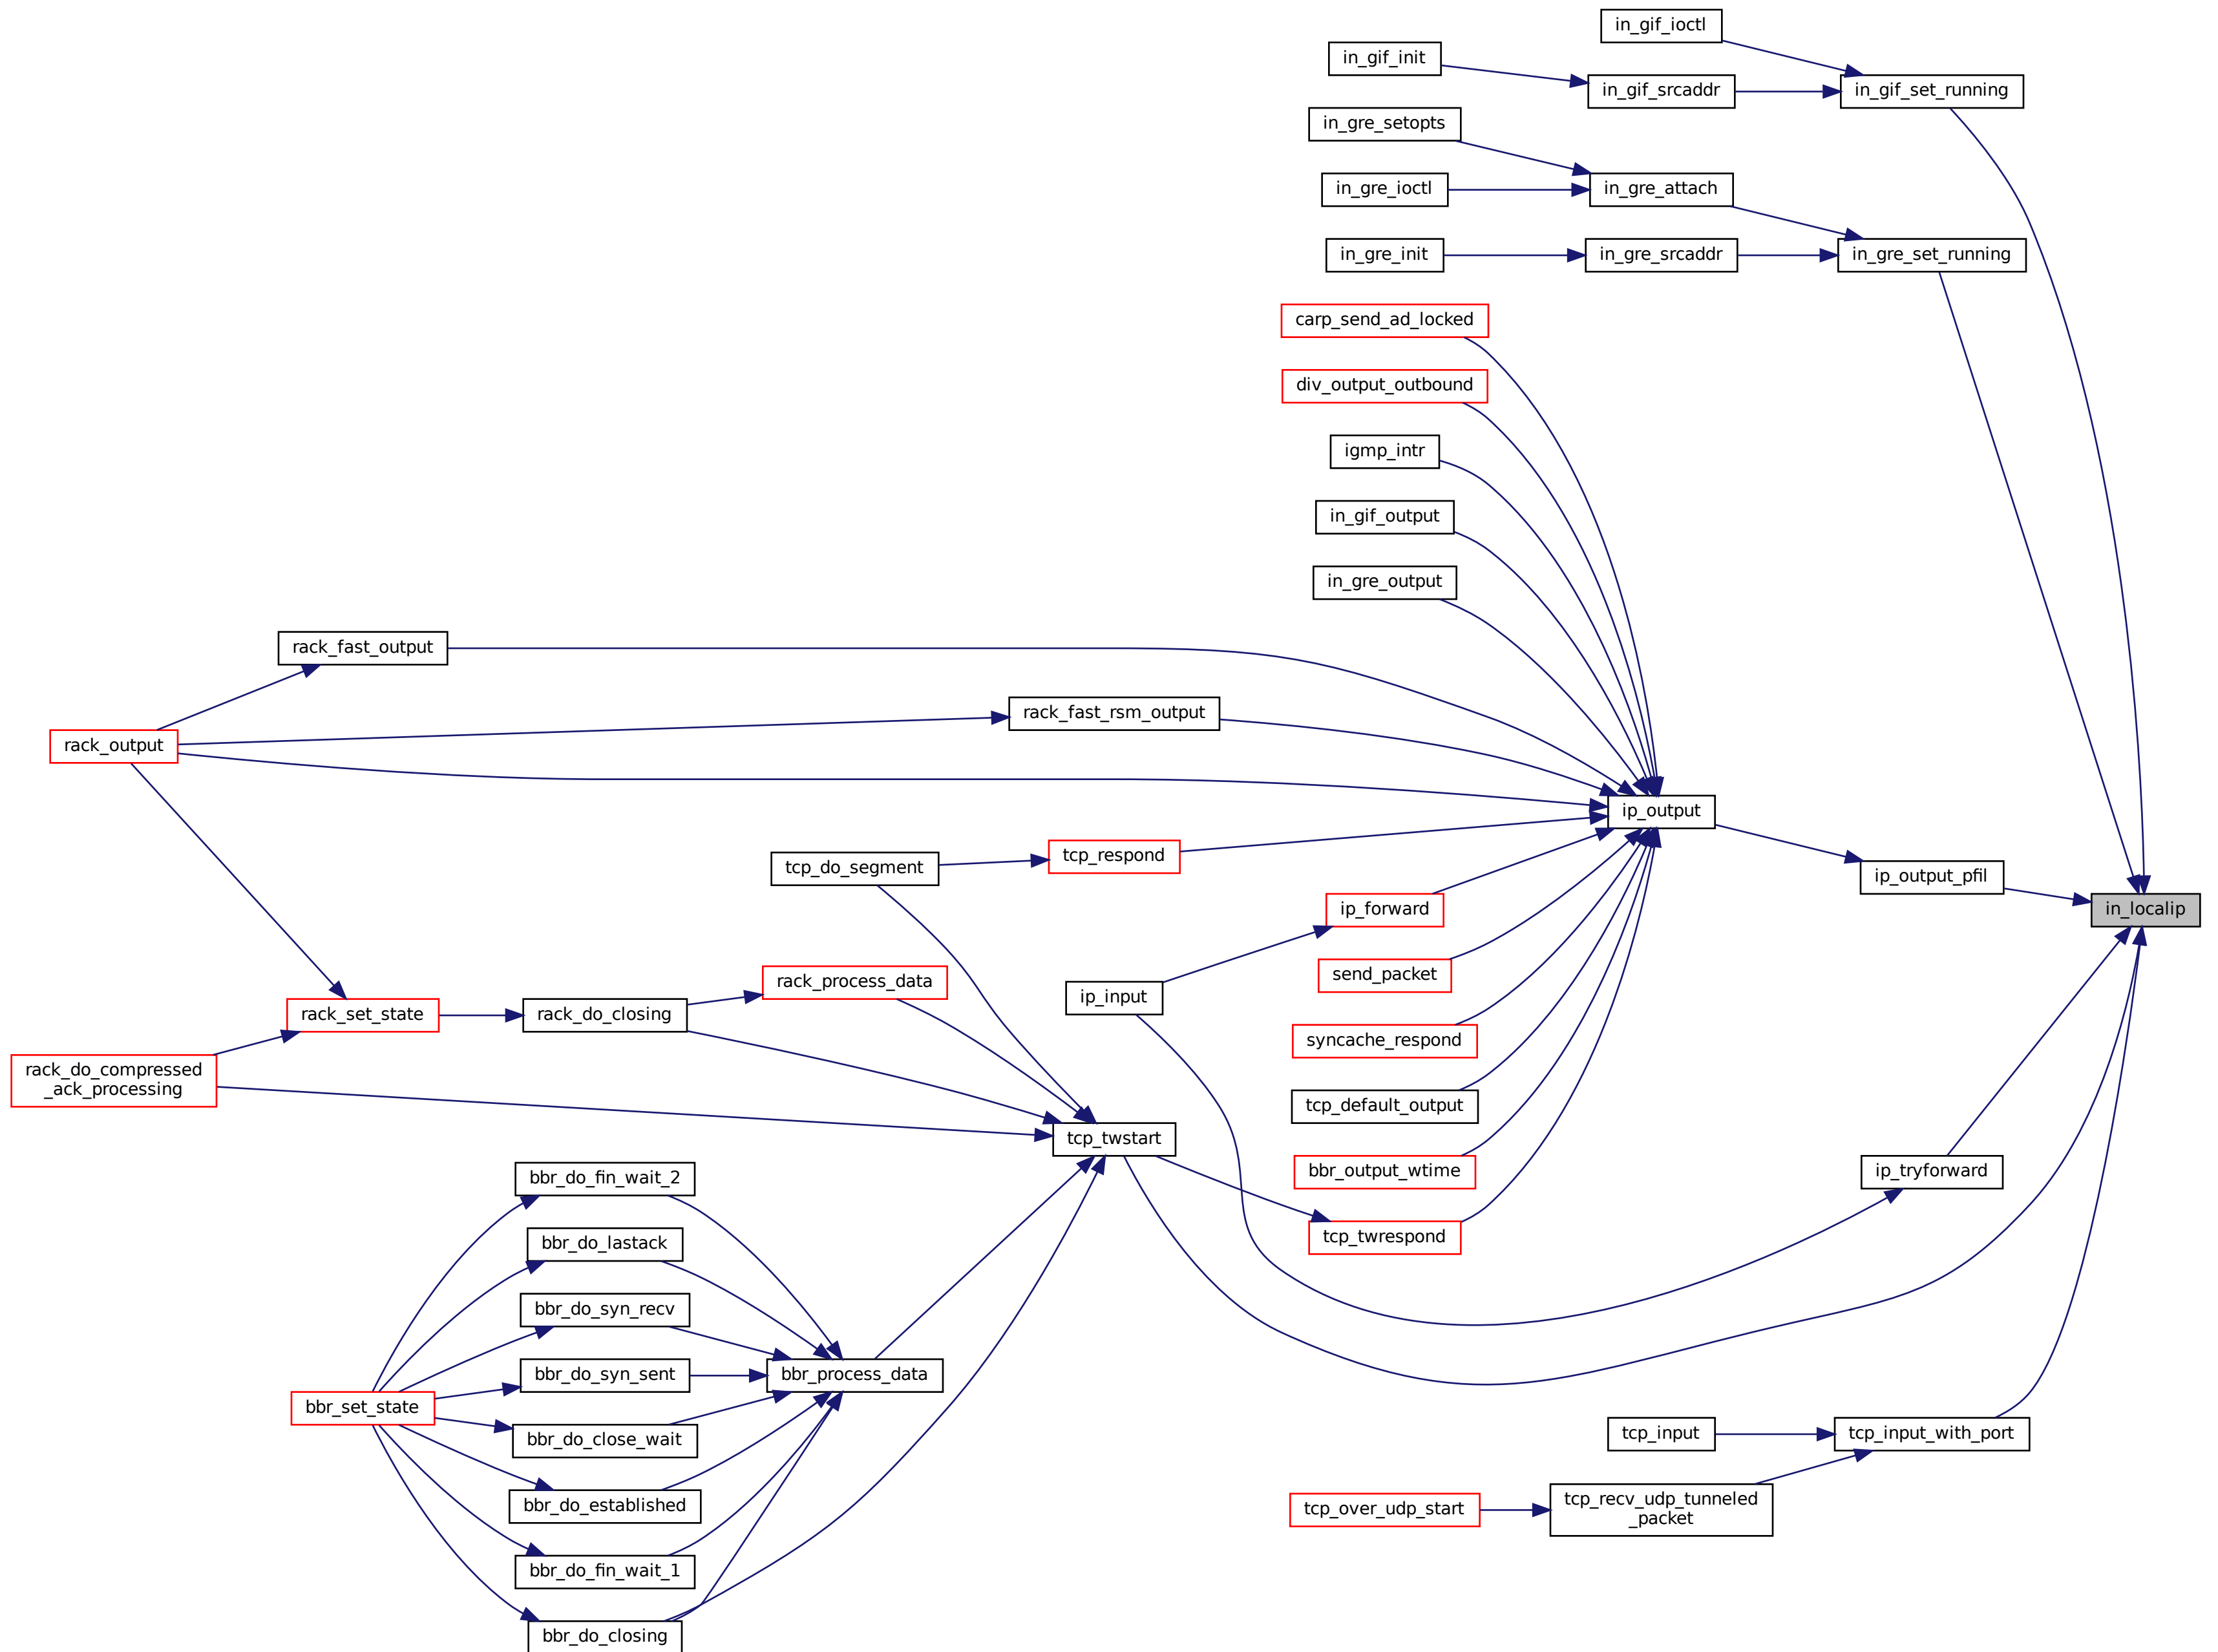 in_gif_ioctl
in_gif_init
in_gif_srcaddr
in_gif_set_running
in_gre_setopts
in_gre_ioctl
in_gre_attach
in_gre_init
in_gre_srcaddr
in_gre_set_running
carp_send_ad_locked
div_output_outbound
igmp_intr
in_gif_output
in_gre_output
rack_fast_output
rack_fast_rsm_output
rack_output
ip_output
tcp_respond
tcp_do_segment
ip_output_pfil
in_localip
ip_forward
send_packet
rack_process_data
ip_input
rack_set_state
rack_do_closing
syncache_respond
rack_do_compressed
_ack_processing
tcp_default_output
tcp_twstart
bbr_output_wtime
ip_tryforward
bbr_do_fin_wait_2
tcp_twrespond
bbr_do_lastack
bbr_do_syn_recv
bbr_do_syn_sent
bbr_process_data
bbr_set_state
bbr_do_close_wait
tcp_input
tcp_input_with_port
bbr_do_established
tcp_over_udp_start
tcp_recv_udp_tunneled
_packet
bbr_do_fin_wait_1
bbr_do_closing